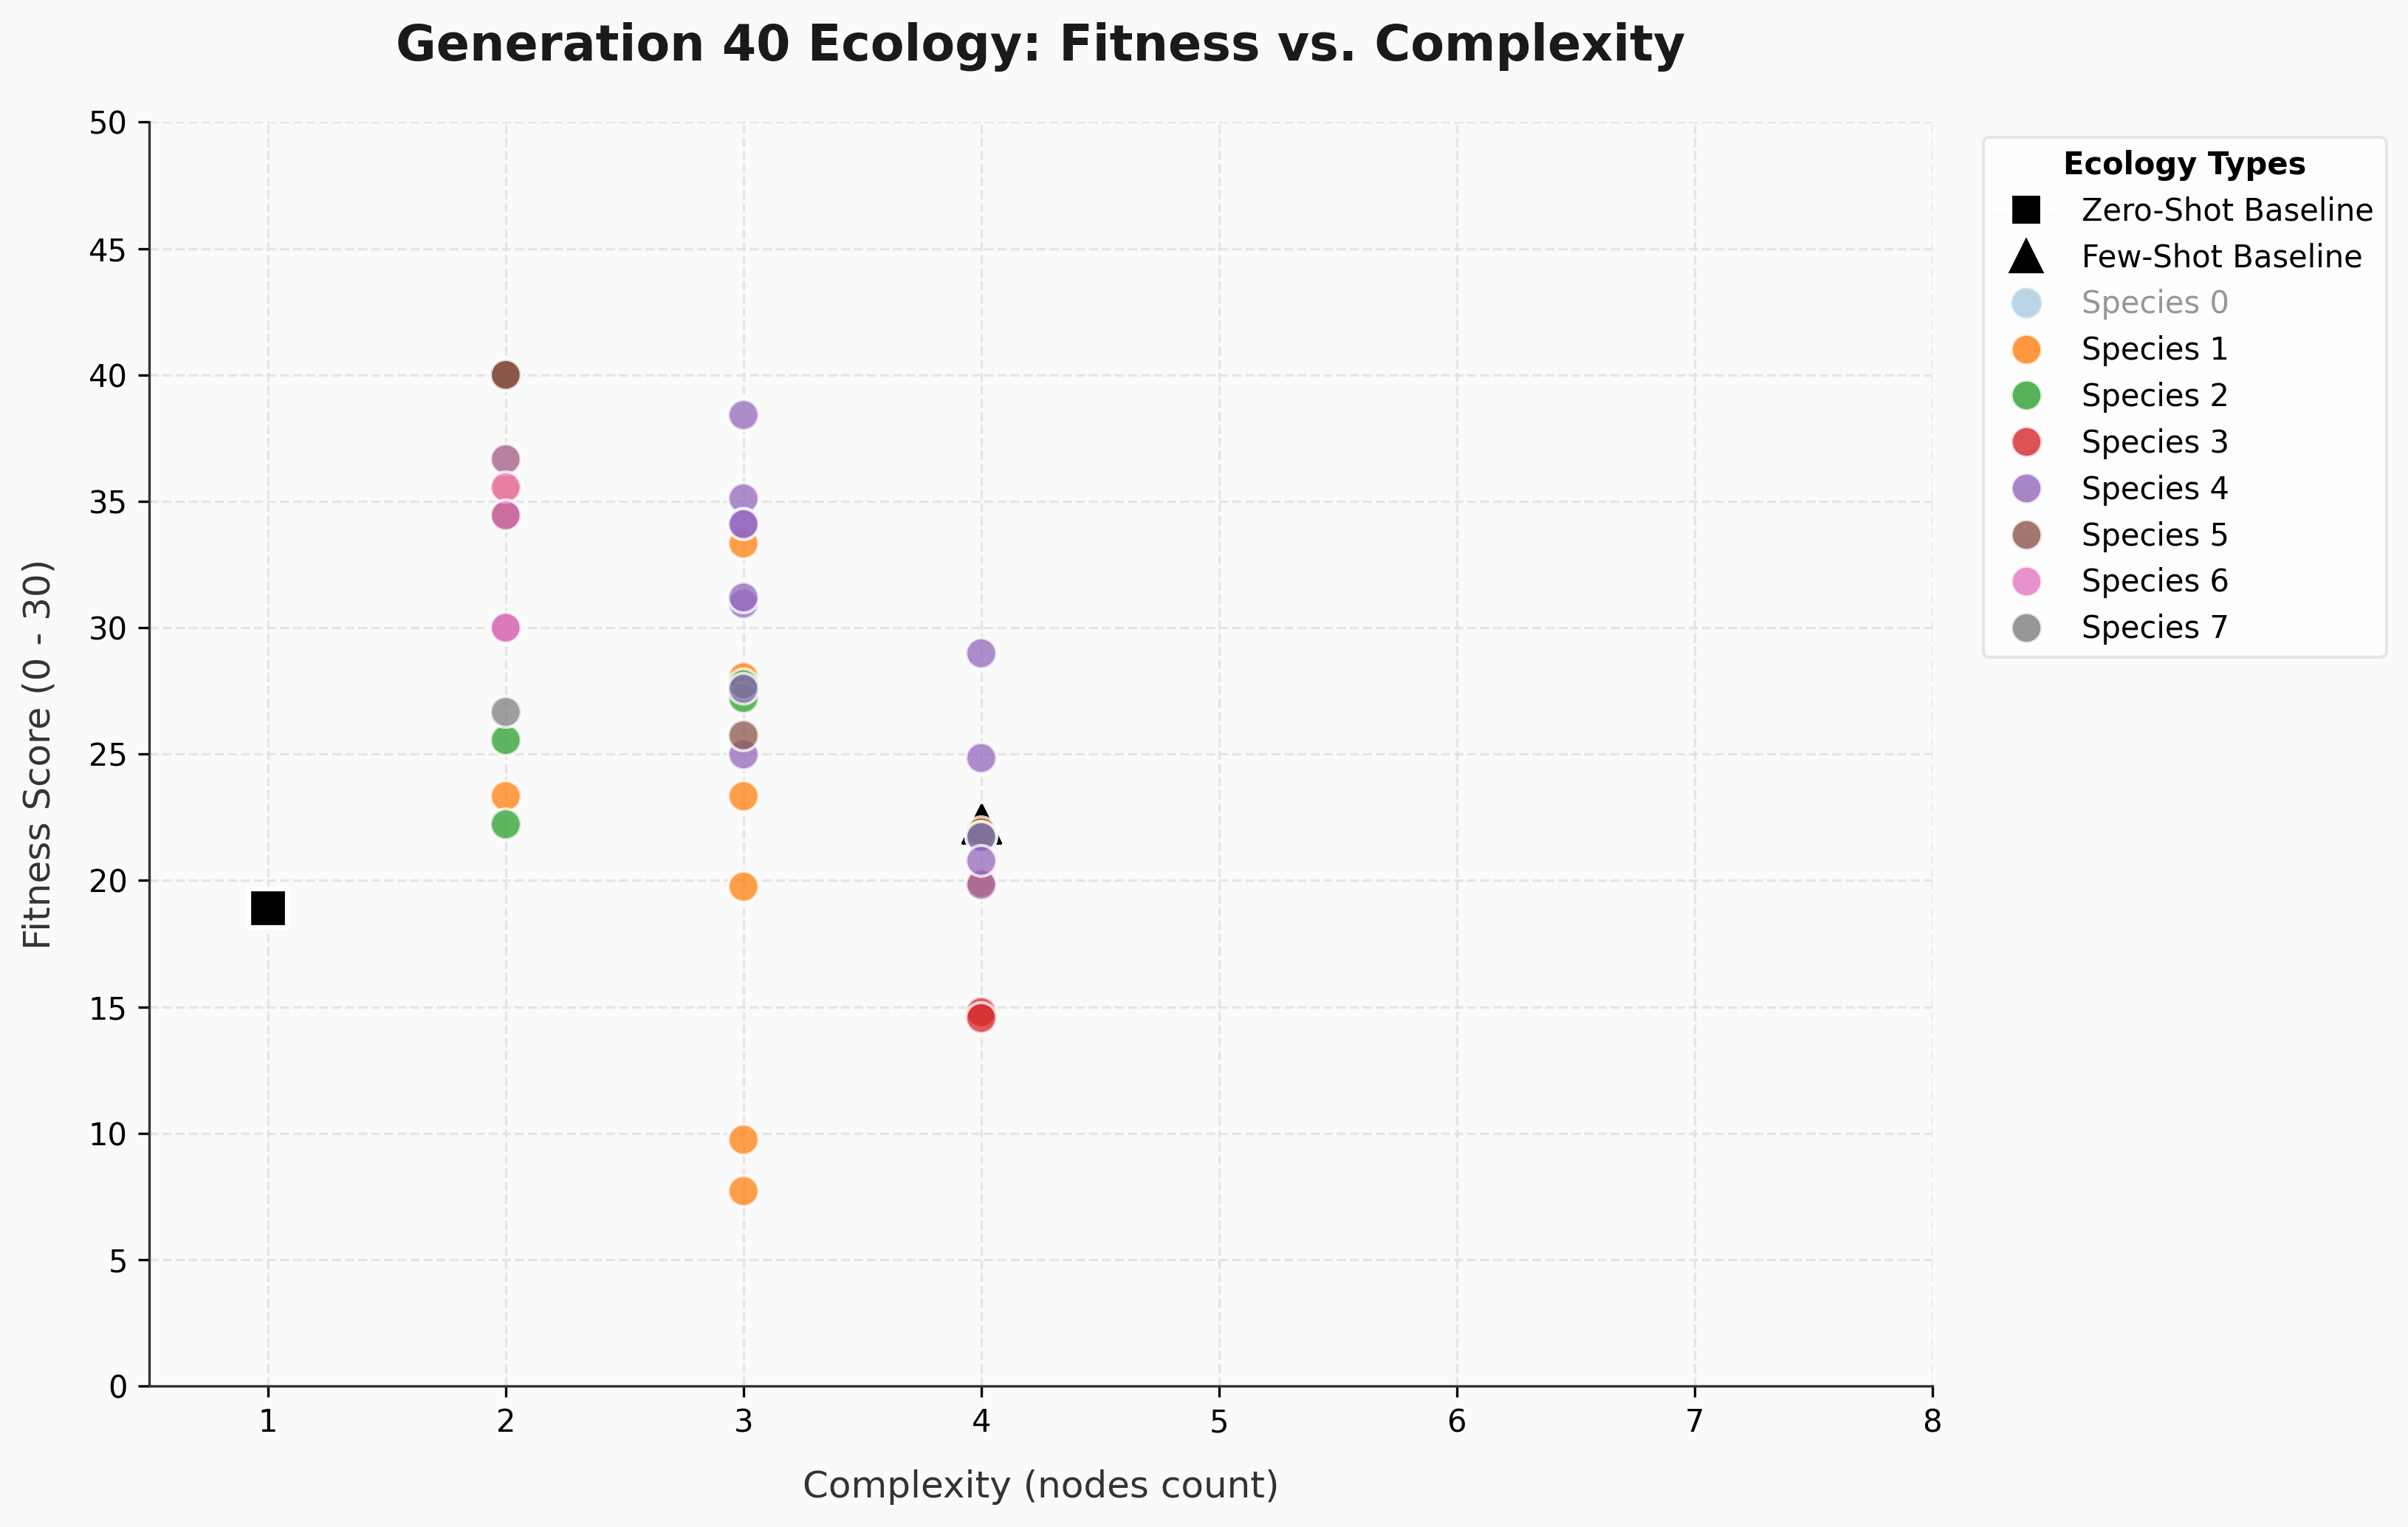 Generation 40 Ecology: Fitness vs. Complexity
50
45
40
35
30
25
20
15
10
5
0
Fitness Score (0 - 30)
1 2 3 4 5 6 7 8
Complexity (nodes count)
Ecology Types
Zero-Shot Baseline
Few-Shot Baseline
Species 0
Species 1
Species 2
Species 3
Species 4
Species 5
Species 6
Species 7